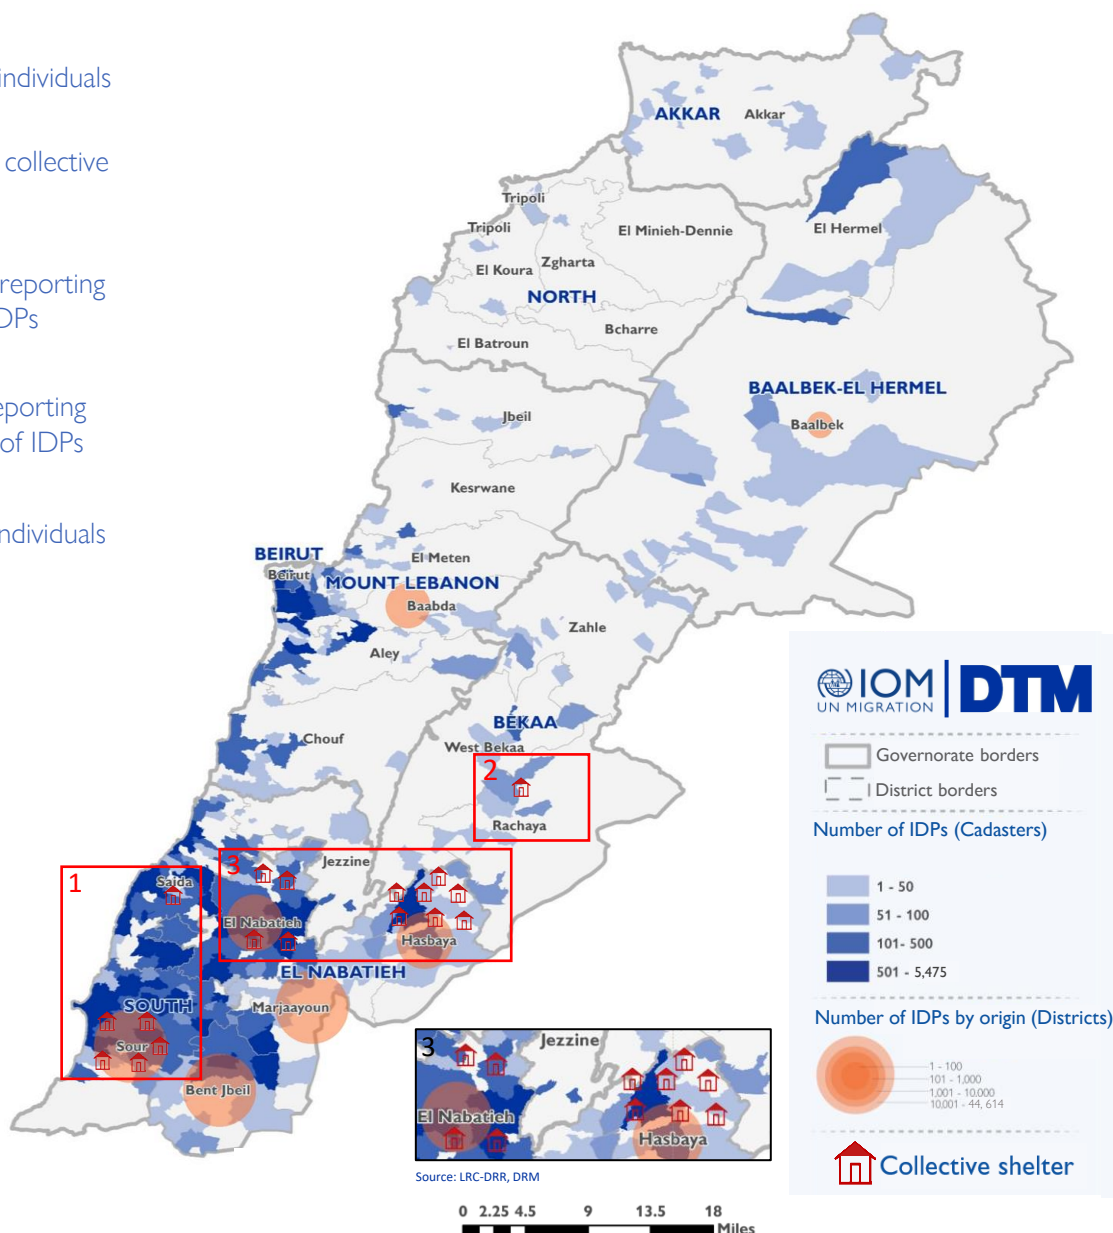 individuals
collective
reporting
DPs
eporting
of IDPs
ndividuals
AKKAR
Akkar
Tripoli
Tripoli
El Minieh-Dennie
El Hermel
El Koura
Zgharta
NORTH
Bcharre
El Batroun
BAALBEK-EL HERMEL
Baalbek
Jbeil
Kesrwane
BEIRUT
Beirut
El Meten
MOUNT LEBANON
Baabda
Zahle
Aley
BEKAA
Chouf
West Bekaa
2
Rachaya
3
Jezzine
1
Saida
El Nabatieh
Hasbaya
EL NABATIEH
SOUTH
Marjaayoun
Sour
Bent Jbeil
3
Jezzine
El Nabatieh
Hasbaya
Source: LRC-DRR, DRM
0 2.25 4.5 9 13.5 18
Miles
IOM
UN MIGRATION
DTM
Governorate borders
District borders
Number of IDPs (Cadasters)
1 - 50
51 - 100
101- 500
501 - 5,475
Number of IDPs by origin (Districts)
1 - 100
101 - 1,000
1,001 - 10,000
10,001 - 44, 614
Collective shelter